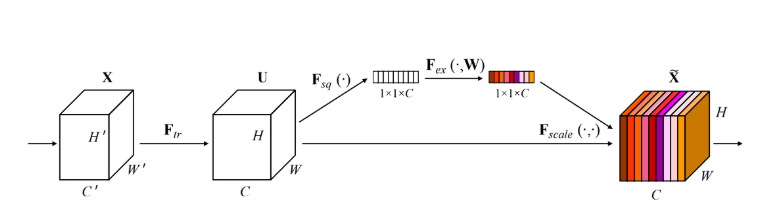 X
H′
W′
C′
F_tr
U
H
W
C
F_sq (·)
1×1×C
F_ex (·,W)
1×1×C
F_scale (·,·)
X̃
H
W
C